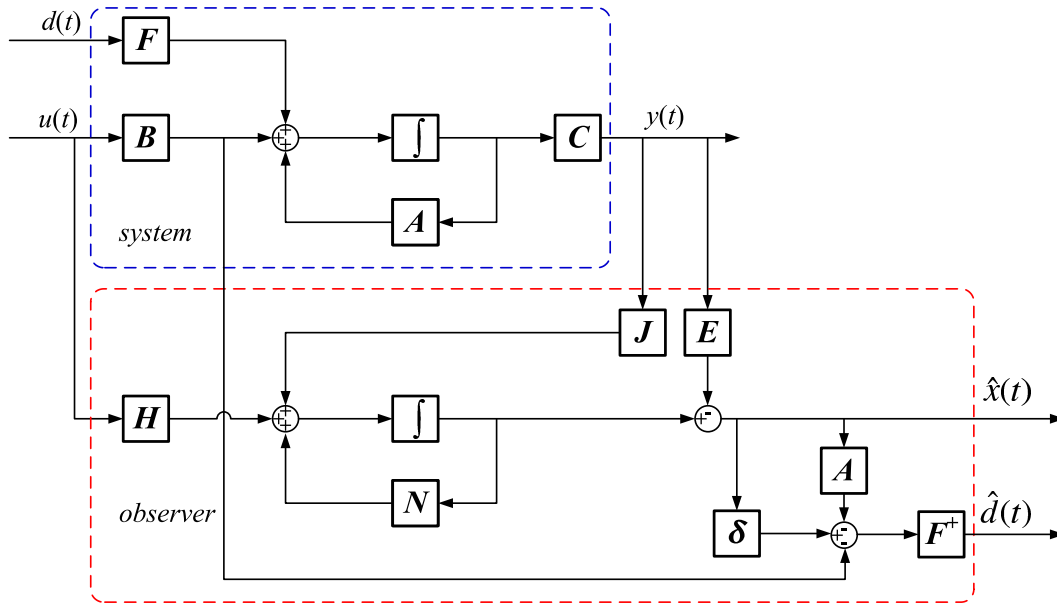 d(t)
F
u(t)
B
+
+
+
∫
C
y(t)
A
system
J
E
H
+
+
+
∫
+
-
x̂(t)
N
A
observer
δ
+
-
-
F⁺
d̂(t)